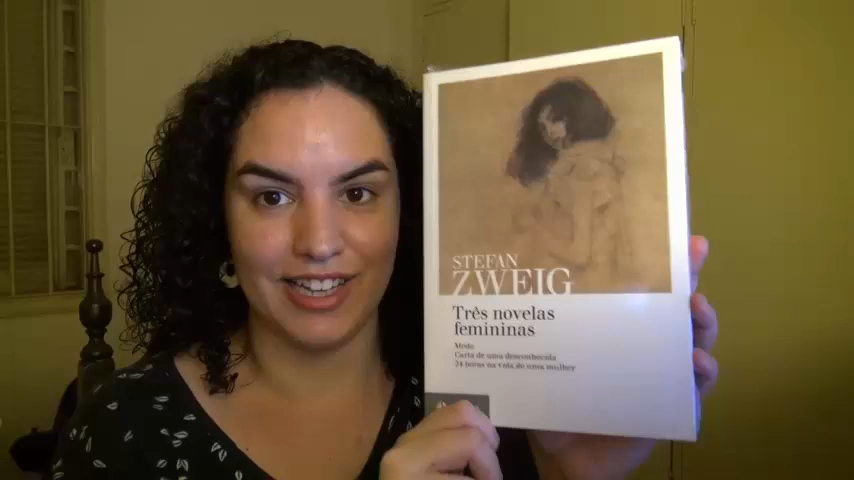 STEFAN
ZWEIG
Três novelas
femininas
Medo
Carta de uma desconhecida
24 horas na vida de uma mulher